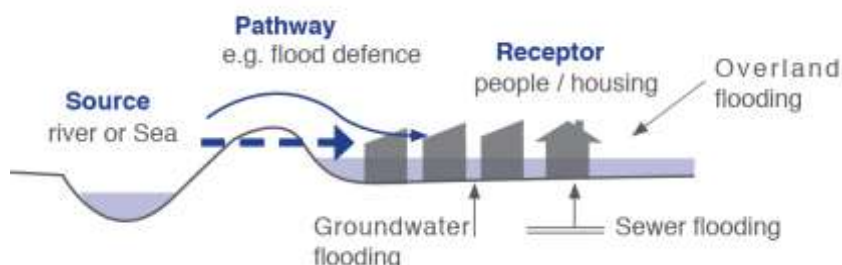 Pathway
e.g. flood defence
Receptor
people / housing
Overland
flooding
Source
river or Sea
Groundwater
flooding
Sewer flooding